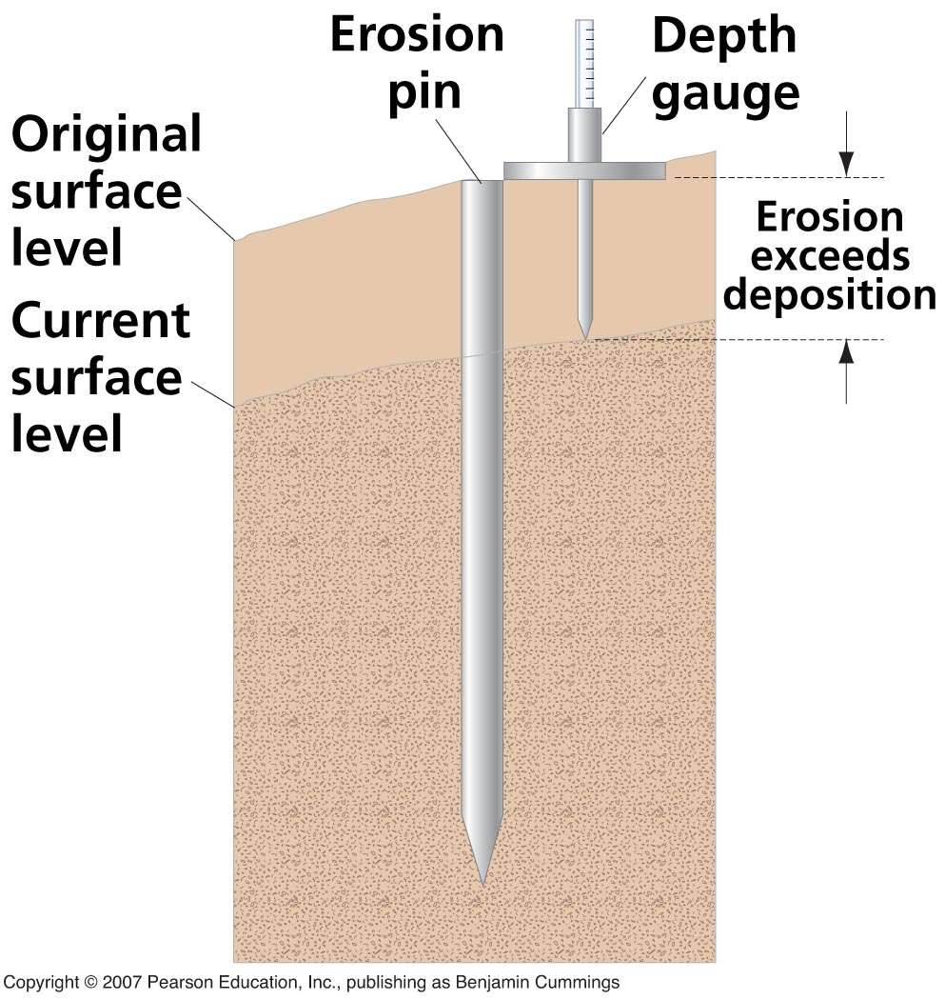 Erosion
pin
Depth
gauge
Original
surface
level
Erosion
exceeds
deposition
Current
surface
level
Copyright © 2007 Pearson Education, Inc., publishing as Benjamin Cummings